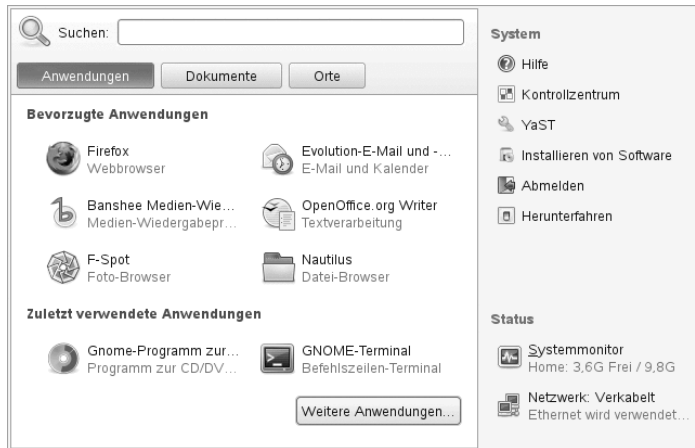 Suchen:
Anwendungen
Dokumente
Orte
Bevorzugte Anwendungen
Firefox
Webbrowser
Evolution-E-Mail und -...
E-Mail und Kalender
Banshee Medien-Wie...
Medien-Wiedergabepr...
OpenOffice.org Writer
Textverarbeitung
F-Spot
Foto-Browser
Nautilus
Datei-Browser
Zuletzt verwendete Anwendungen
Gnome-Programm zur...
Programm zur CD/DV...
GNOME-Terminal
Befehlszeilen-Terminal
Weitere Anwendungen...
System
Hilfe
Kontrollzentrum
YaST
Installieren von Software
Abmelden
Herunterfahren
Status
Systemmonitor
Home: 3,6G Frei / 9,8G
Netzwerk: Verkabelt
Ethernet wird verwendet...